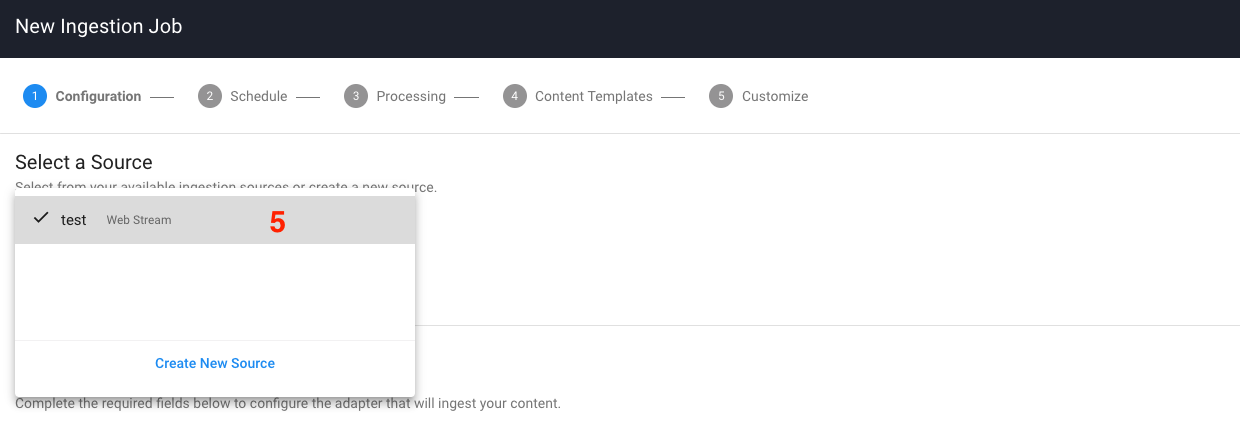 New Ingestion Job
1 Configuration 2 Schedule 3 Processing 4 Content Templates 5 Customize
Select a Source
Select from your available ingestion sources or create a new source.
test Web Stream 5
Create New Source
Complete the required fields below to configure the adapter that will ingest your content.